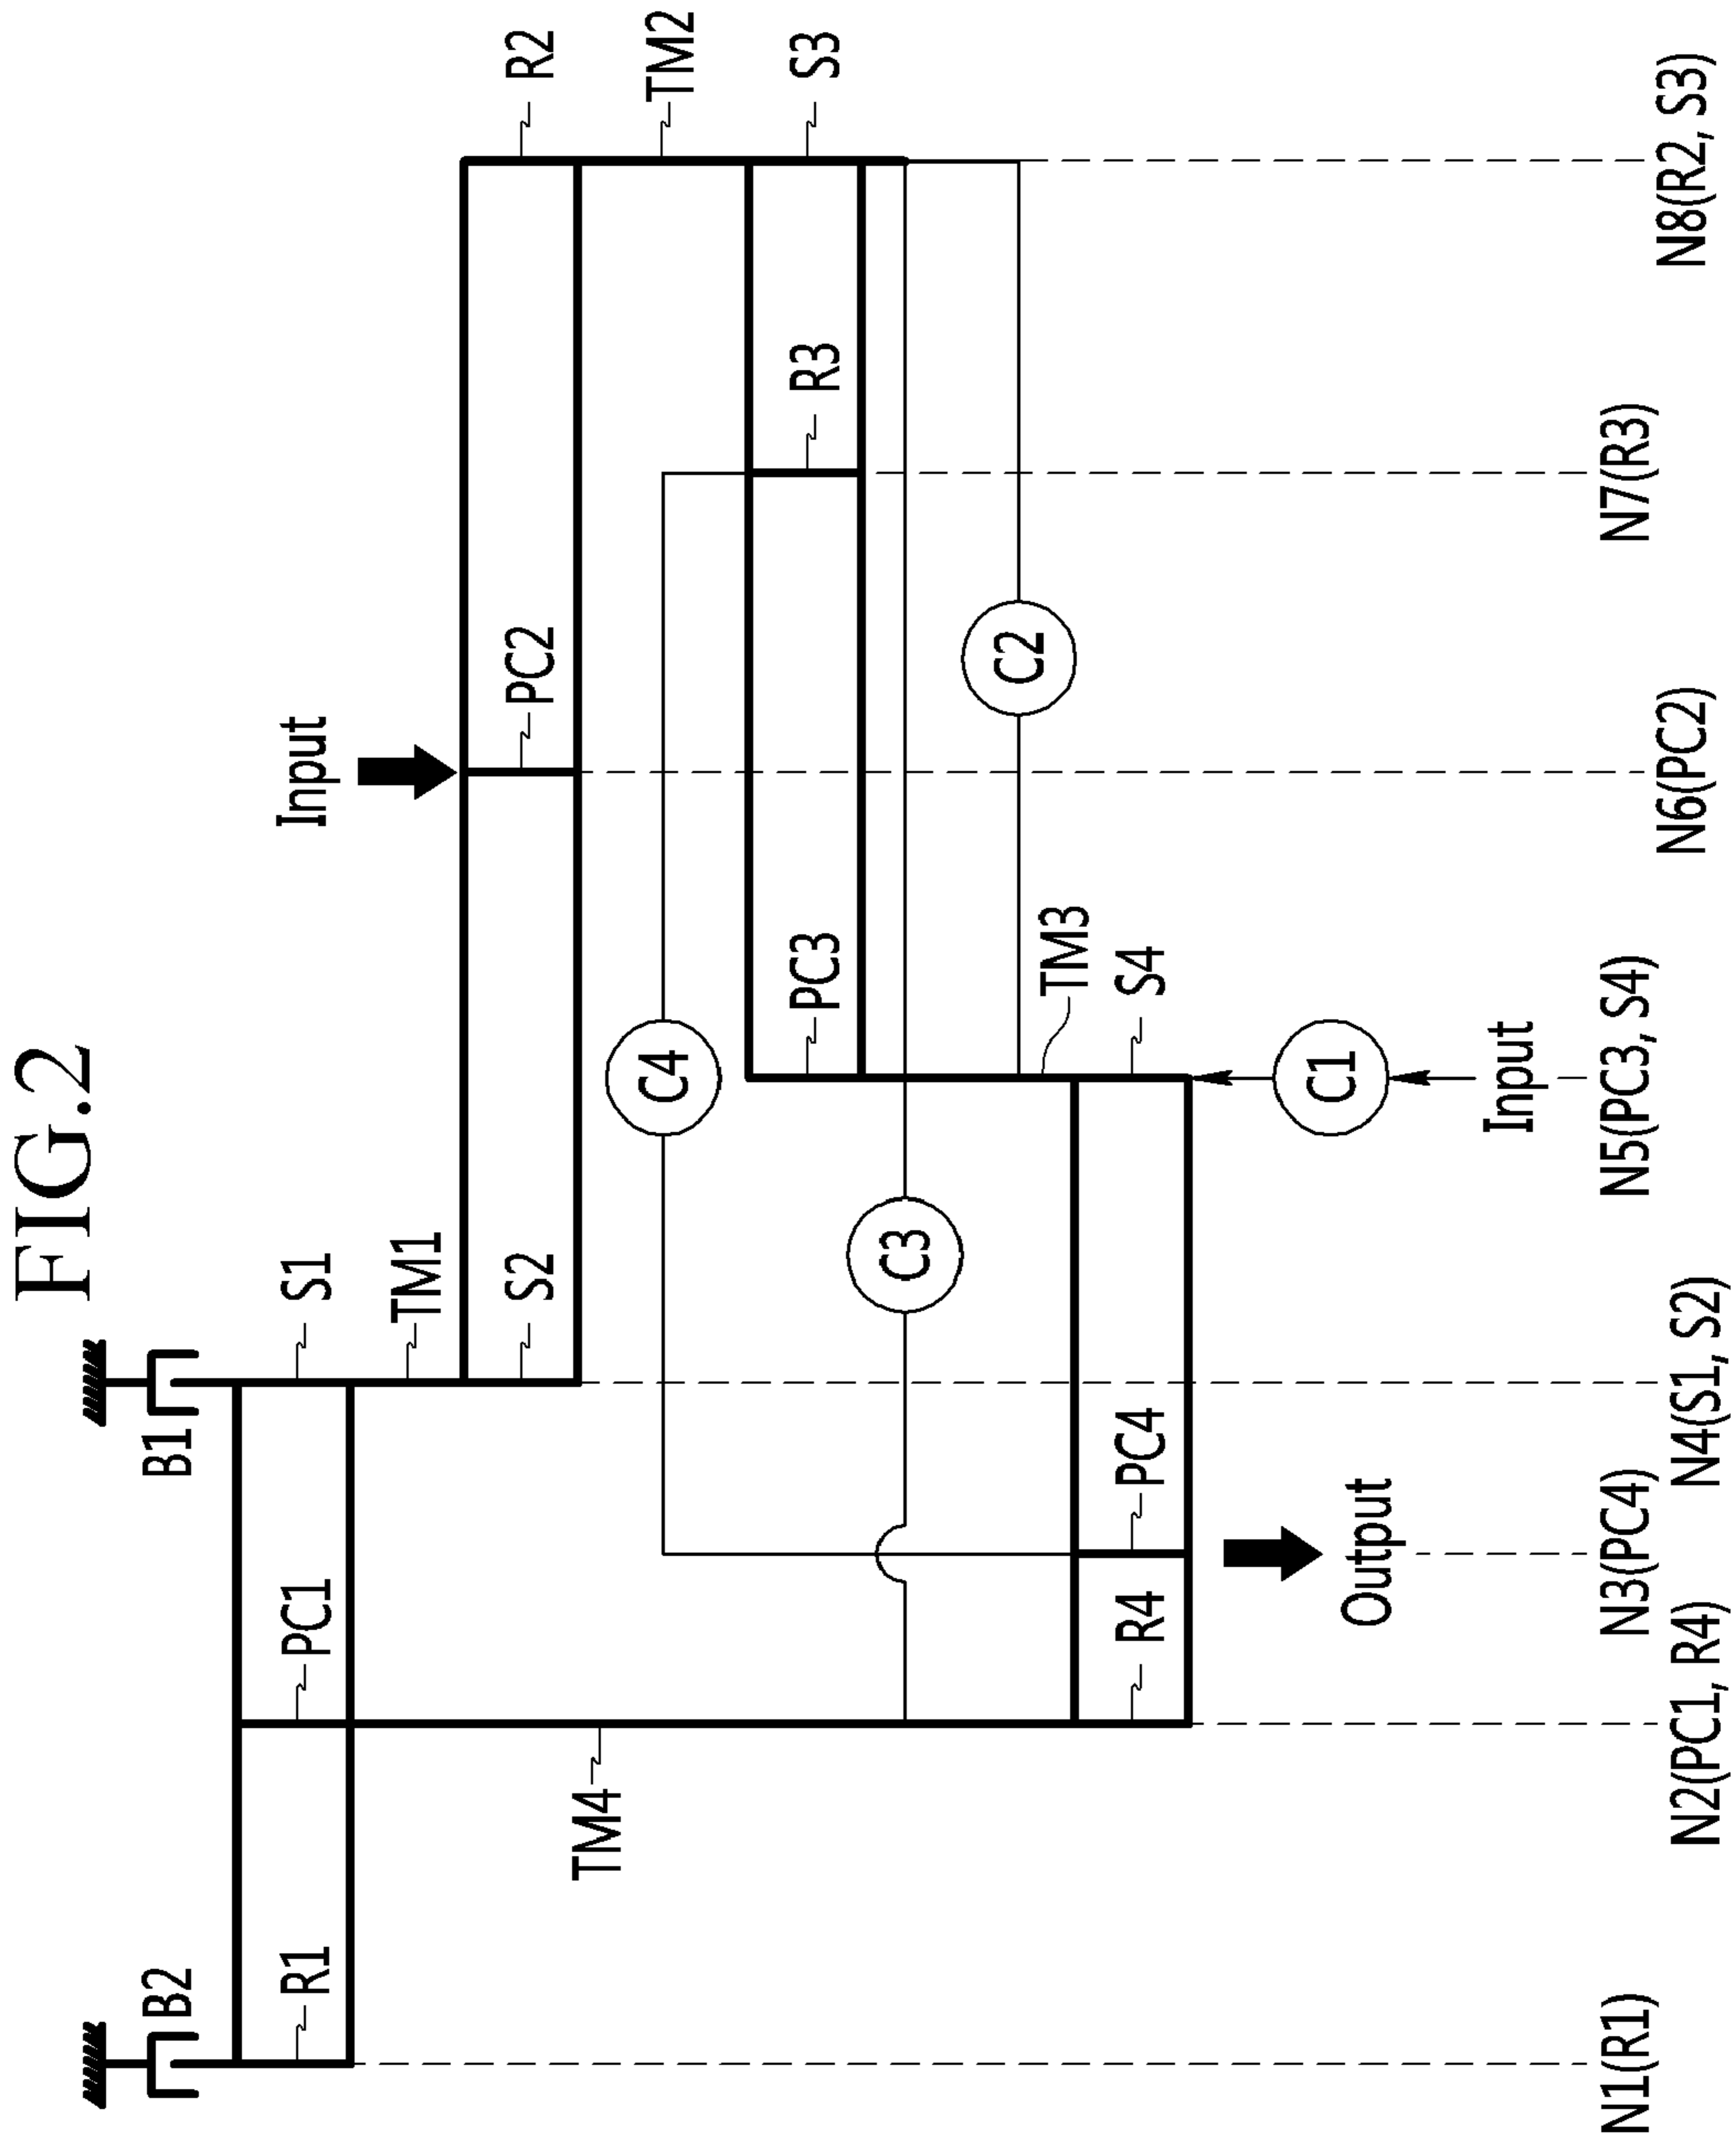 FIG.2
B2
B1
R1
PC1
S1
Input
TM1
S2
PC2
R2
TM4
C4
TM2
PC3
R3
S3
C3
C2
TM3
R4
PC4
S4
C1
Output
Input
N1(R1)
N3(PC4)
N5(PC3, S4)
N7(R3)
N2(PC1, R4)
N4(S1, S2)
N6(PC2)
N8(R2, S3)